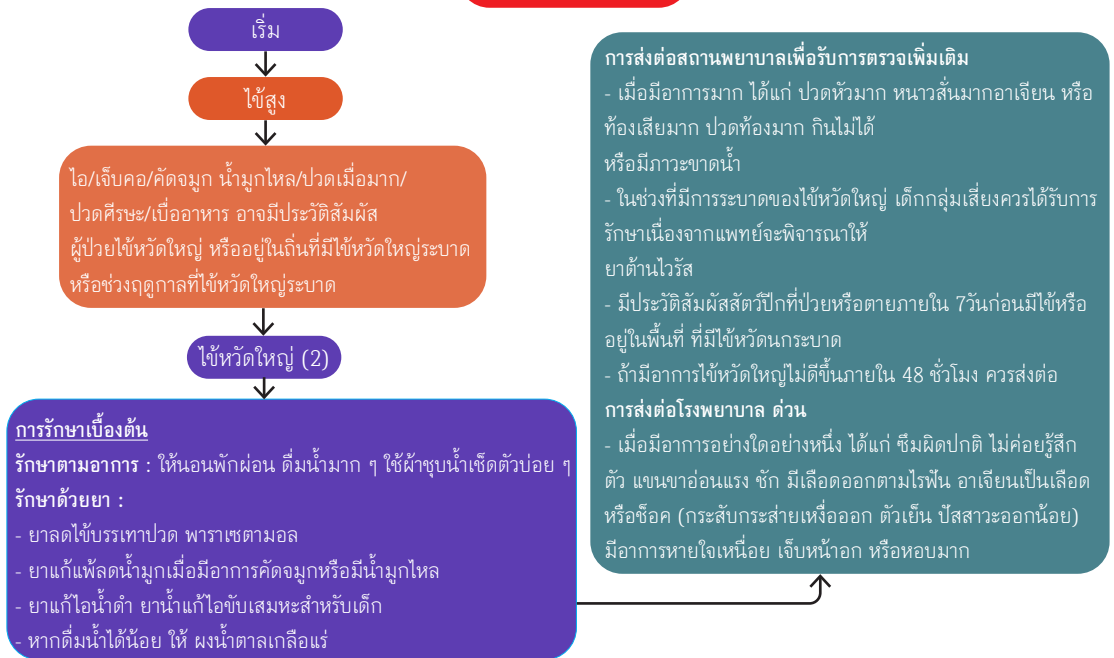 เริ่ม
ไข้สูง
ไอ/เจ็บคอ/คัดจมูก น้ำมูกไหล/ปวดเมื่อมาก/
ปวดศีรษะ/เบื่ออาหาร อาจมีประวัติสัมผัส
ผู้ป่วยไข้หวัดใหญ่ หรืออยู่ในถิ่นที่มีไข้หวัดใหญ่ระบาด
หรือช่วงฤดูกาลที่ไข้หวัดใหญ่ระบาด
ไข้หวัดใหญ่ (2)
การรักษาเบื้องต้น
รักษาตามอาการ : ให้นอนพักผ่อน ดื่มน้ำมาก ๆ ใช้ผ้าชุบน้ำเช็ดตัวบ่อย ๆ
รักษาด้วยยา :
- ยาลดไข้บรรเทาปวด พาราเซตามอล
- ยาแก้แพ้ลดน้ำมูกเมื่อมีอาการคัดจมูกหรือมีน้ำมูกไหล
- ยาแก้ไอน้ำดำ ยาน้ำแก้ไอขับเสมหะสำหรับเด็ก
- หากดื่มน้ำได้น้อย ให้ ผงน้ำตาลเกลือแร่
การส่งต่อสถานพยาบาลเพื่อรับการตรวจเพิ่มเติม
- เมื่อมีอาการมาก ได้แก่ ปวดหัวมาก หนาวสั่นมากอาเจียน หรือ
ท้องเสียมาก ปวดท้องมาก กินไม่ได้
หรือมีภาวะขาดน้ำ
- ในช่วงที่มีการระบาดของไข้หวัดใหญ่ เด็กกลุ่มเสี่ยงควรได้รับการ
รักษาเนื่องจากแพทย์จะพิจารณาให้
ยาต้านไวรัส
- มีประวัติสัมผัสสัตว์ปีกที่ป่วยหรือตายภายใน 7วันก่อนมีไข้หรือ
อยู่ในพื้นที่ ที่มีไข้หวัดนกระบาด
- ถ้ามีอาการไข้หวัดใหญ่ไม่ดีขึ้นภายใน 48 ชั่วโมง ควรส่งต่อ
การส่งต่อโรงพยาบาล ด่วน
- เมื่อมีอาการอย่างใดอย่างหนึ่ง ได้แก่ ซึมผิดปกติ ไม่ค่อยรู้สึก
ตัว แขนขาอ่อนแรง ชัก มีเลือดออกตามไรฟัน อาเจียนเป็นเลือด
หรือช็อค (กระสับกระส่ายเหงื่อออก ตัวเย็น ปัสสาวะออกน้อย)
มีอาการหายใจเหนื่อย เจ็บหน้าอก หรือหอบมาก